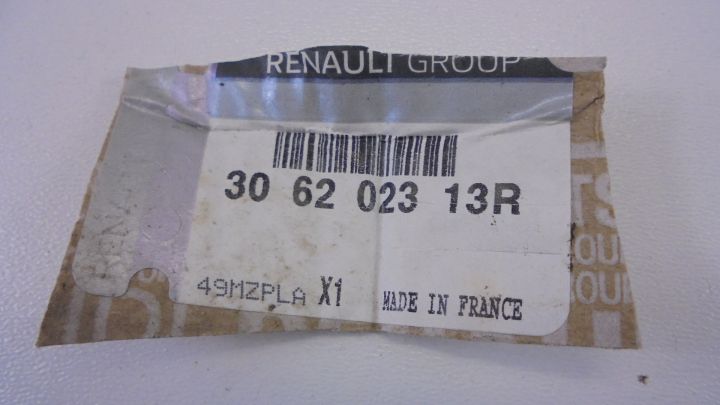 RENAULT GROUP
30 62 023 13R
49MZPLA X1 MADE IN FRANCE